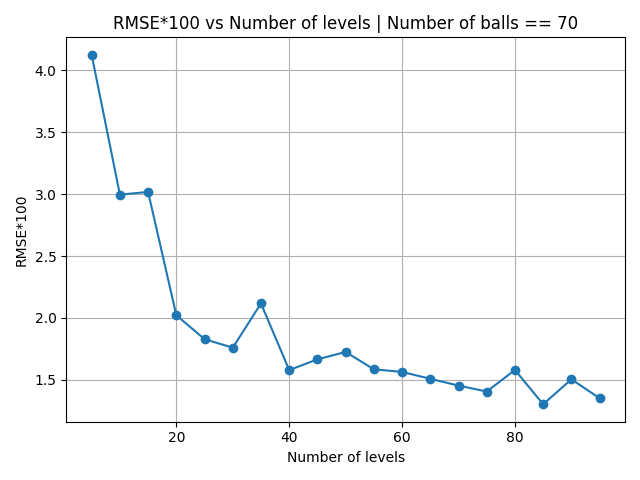 RMSE*100 vs Number of levels | Number of balls == 70
RMSE*100
4.0
3.5
3.0
2.5
2.0
1.5
20 40 60 80
Number of levels